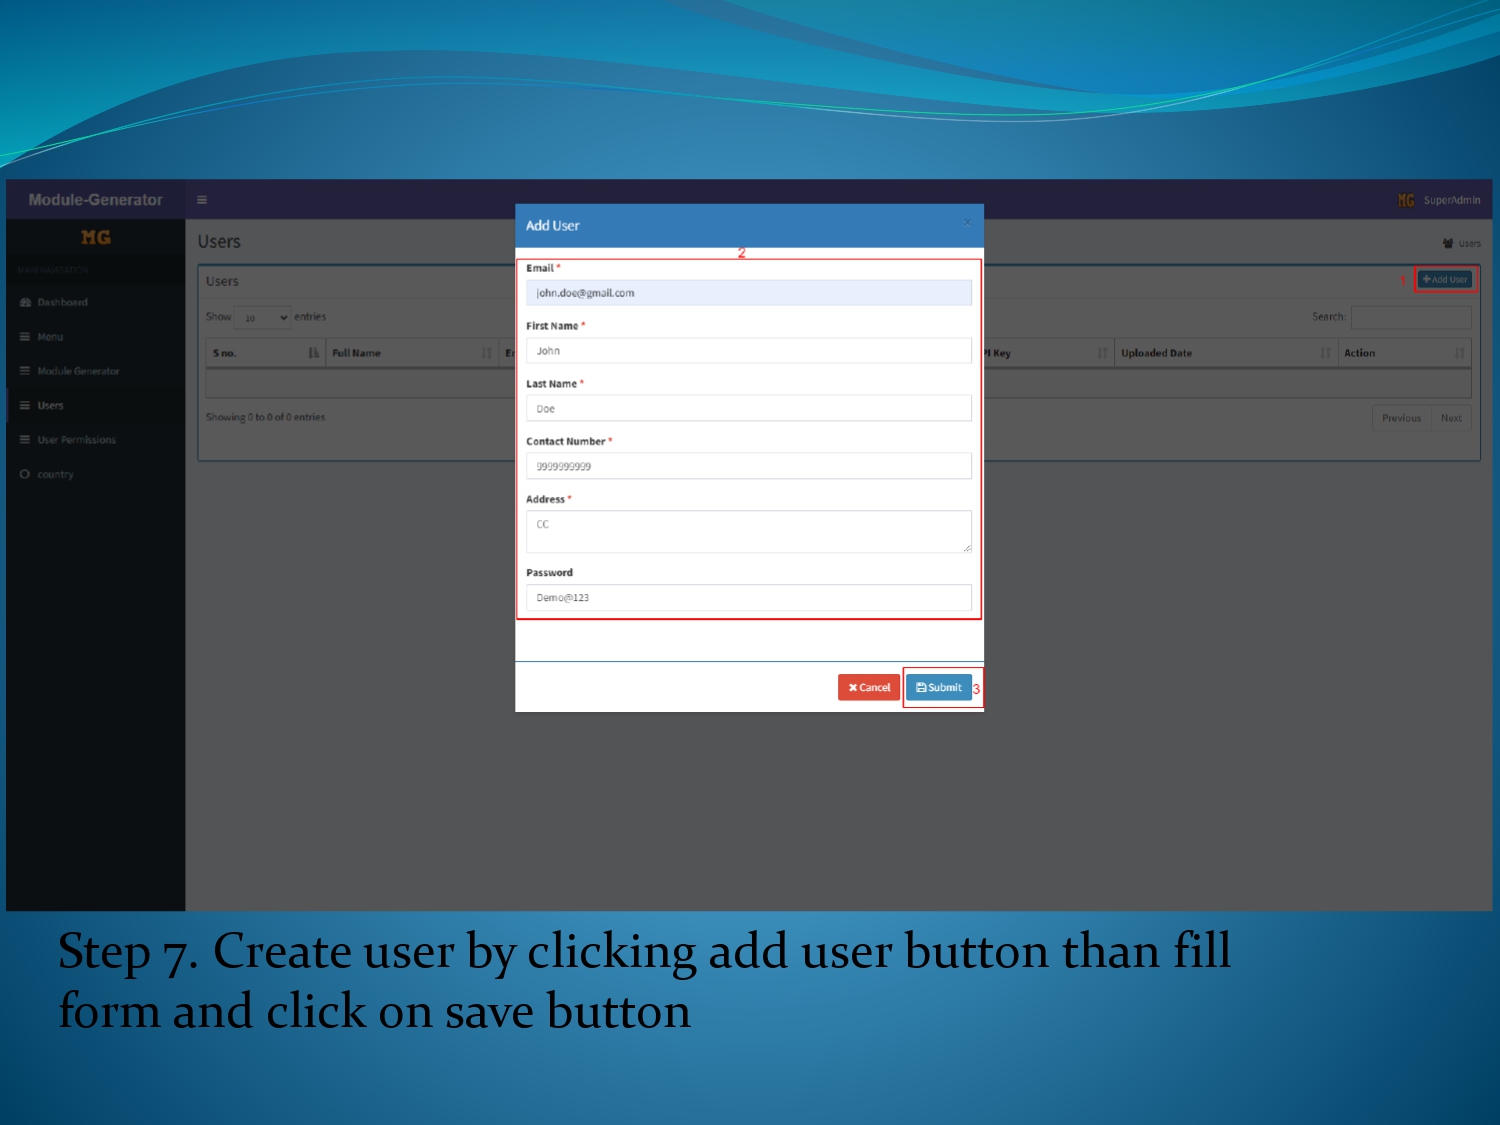 Module-Generator
SuperAdmin
MG
MAIN NAVIGATION
Dashboard
Menu
Module Generator
Users
User Permissions
country
Users
Users
Users
1
+ Add User
Show 10 entries
Search:
S no. Full Name PI Key Uploaded Date Action
Showing 0 to 0 of 0 entries
Previous Next
Add User
×
2
Email *
john.doe@gmail.com
First Name *
John
Last Name *
Doe
Contact Number *
9999999999
Address *
CC
Password
Demo@123
Cancel Submit 3
Step 7. Create user by clicking add user button than fill
form and click on save button